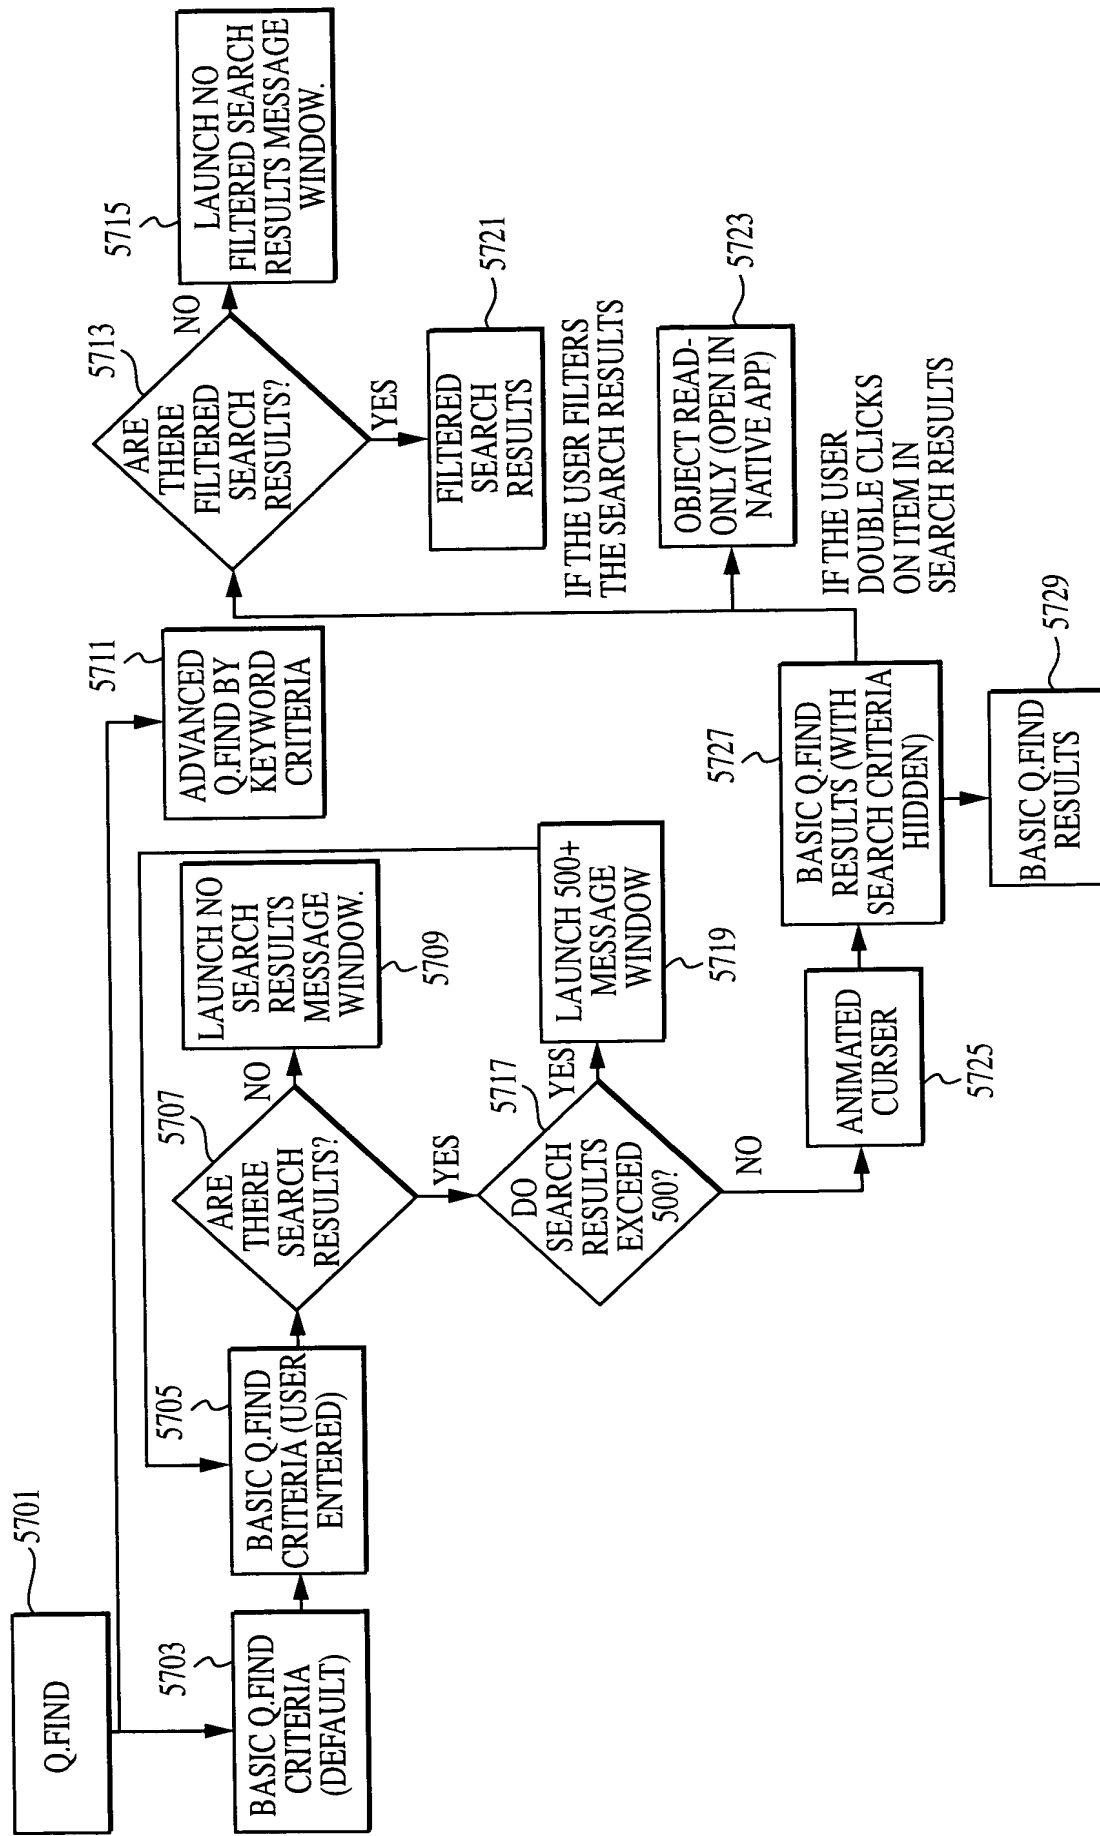 Q.FIND
5701
BASIC Q.FIND
CRITERIA
(DEFAULT)
5703
BASIC Q.FIND
CRITERIA (USER
ENTERED)
5705
ARE
THERE
SEARCH
RESULTS?
5707
NO
YES
LAUNCH NO
SEARCH
RESULTS
MESSAGE
WINDOW.
5709
ADVANCED
Q.FIND BY
KEYWORD
CRITERIA
5711
ARE
THERE
FILTERED
SEARCH
RESULTS?
5713
NO
YES
LAUNCH NO
FILTERED SEARCH
RESULTS MESSAGE
WINDOW.
5715
DO
SEARCH
RESULTS
EXCEED
500?
5717
YES
NO
LAUNCH 500+
MESSAGE
WINDOW
5719
FILTERED
SEARCH
RESULTS
5721
IF THE USER FILTERS
THE SEARCH RESULTS
OBJECT READ-
ONLY (OPEN IN
NATIVE APP)
5723
IF THE USER
DOUBLE CLICKS
ON ITEM IN
SEARCH RESULTS
ANIMATED
CURSER
5725
BASIC Q.FIND
RESULTS (WITH
SEARCH CRITERIA
HIDDEN)
5727
BASIC Q.FIND
RESULTS
5729